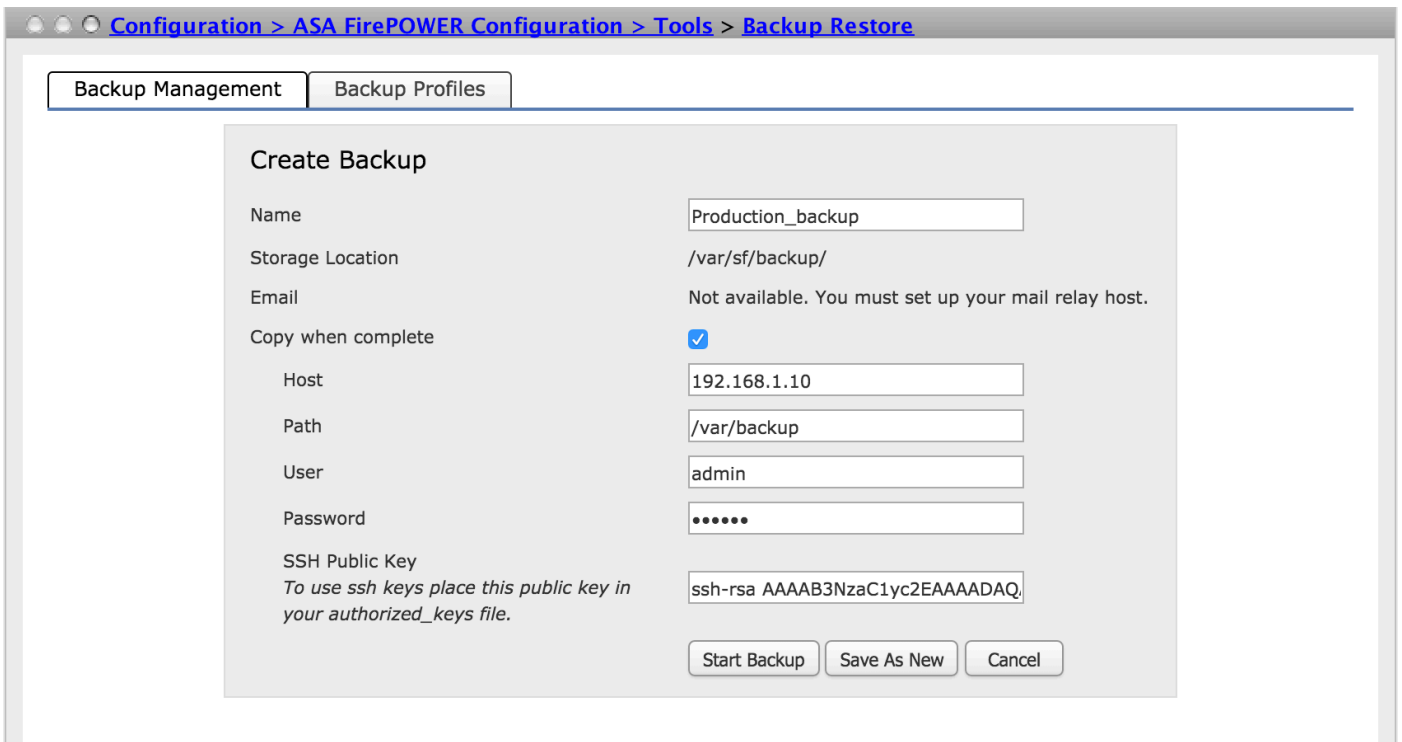 Configuration > ASA FirePOWER Configuration > Tools > Backup Restore
Backup Management Backup Profiles
Create Backup
Name Production_backup
Storage Location /var/sf/backup/
Email Not available. You must set up your mail relay host.
Copy when complete
Host 192.168.1.10
Path /var/backup
User admin
Password ••••••
SSH Public Key
To use ssh keys place this public key in
your authorized_keys file.
ssh-rsa AAAAB3NzaC1yc2EAAAADAQA
Start Backup Save As New Cancel